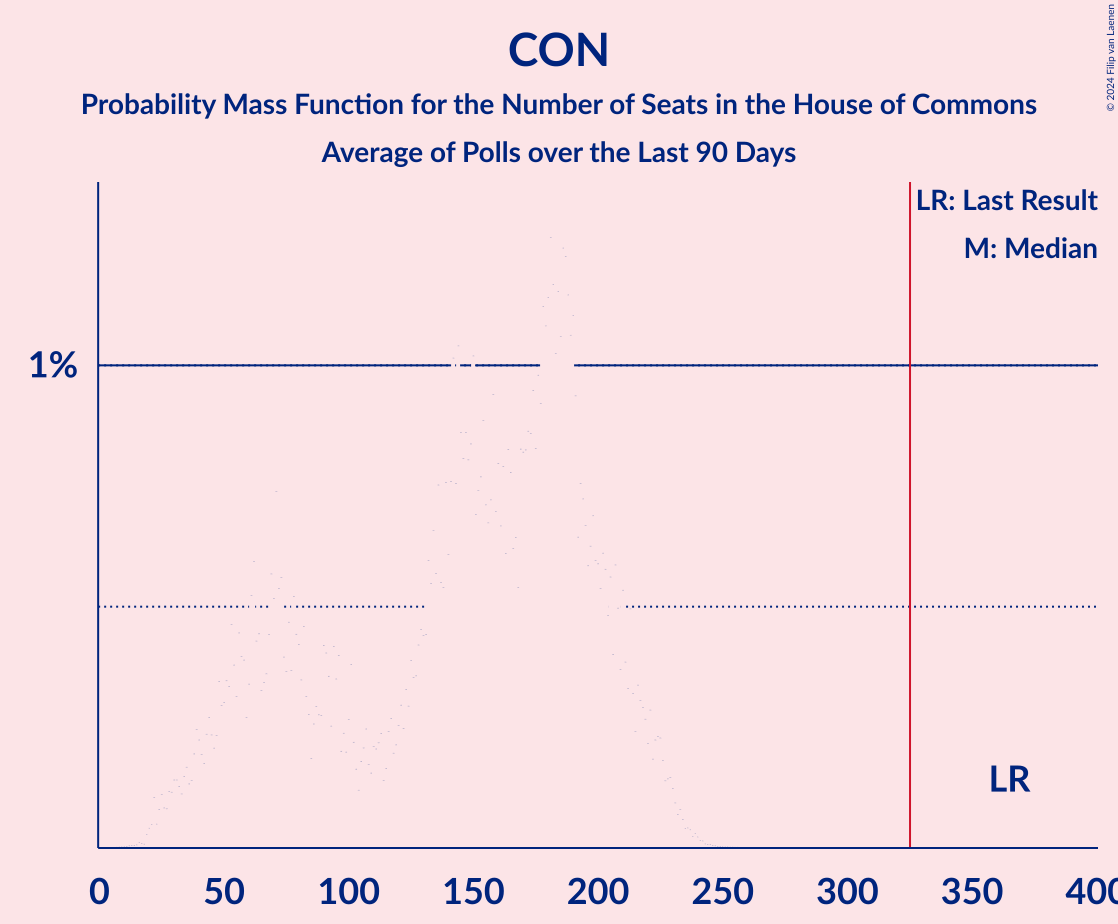 CON
Probability Mass Function for the Number of Seats in the House of Commons
Average of Polls over the Last 90 Days
© 2024 Filip van Laenen
LR: Last Result
M: Median
1%
LR
0 50 100 150 200 250 300 350 400